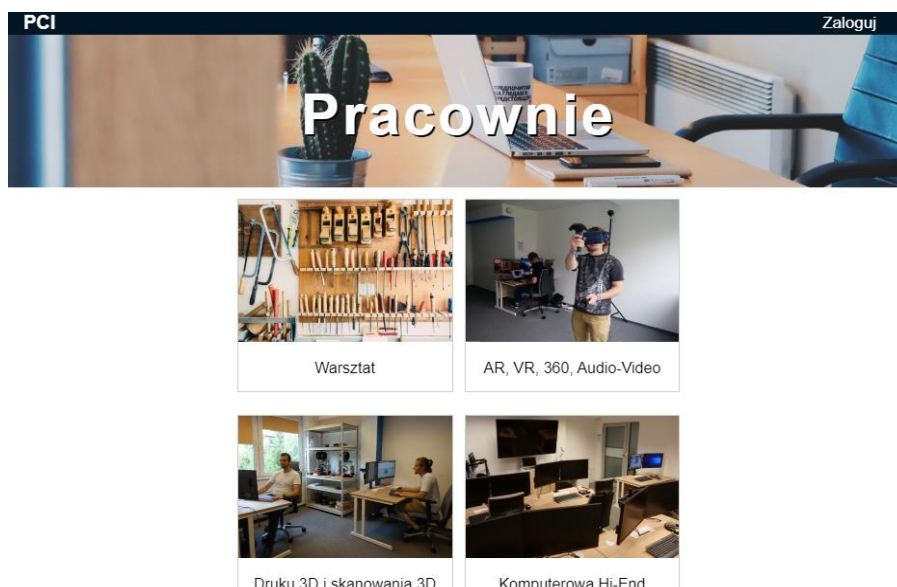 PCI
Zaloguj
Pracownie
Warsztat
AR, VR, 360, Audio-Video
Druku 3D i skanowania 3D
Komputerowa Hi-End